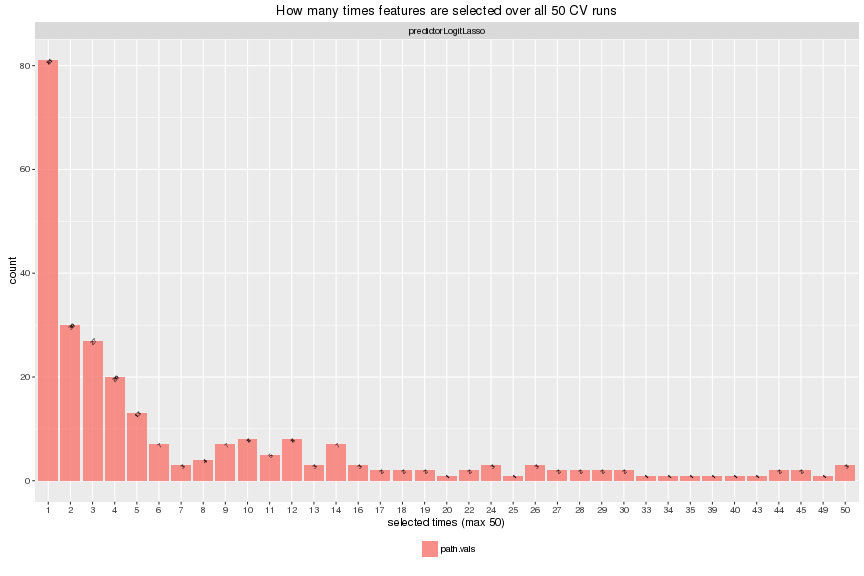 How many times features are selected over all 50 CV runs
predictorLogitLasso
80
60
40
20
0
count
1 2 3 4 5 6 7 8 9 10 11 12 13 14 16 17 18 19 20 22 24 25 26 27 28 29 30 33 34 35 39 40 43 44 45 49 50
selected times (max 50)
path.vals